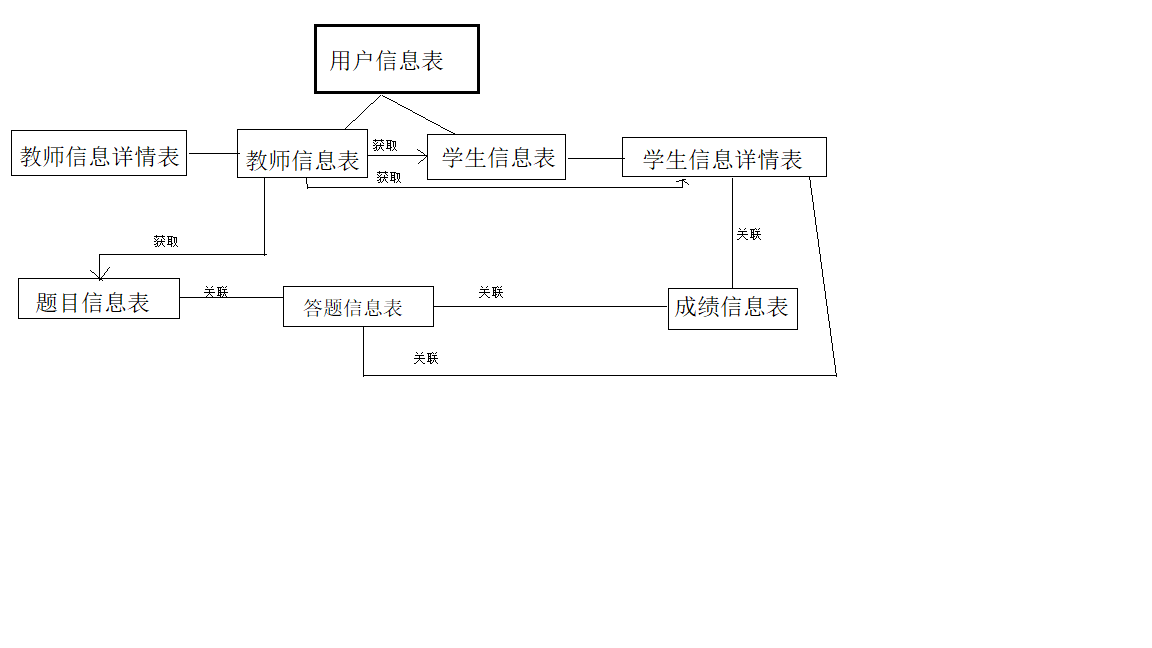 用户信息表
教师信息详情表
教师信息表
获取
学生信息表
学生信息详情表
获取
获取
关联
题目信息表
关联
答题信息表
关联
成绩信息表
关联